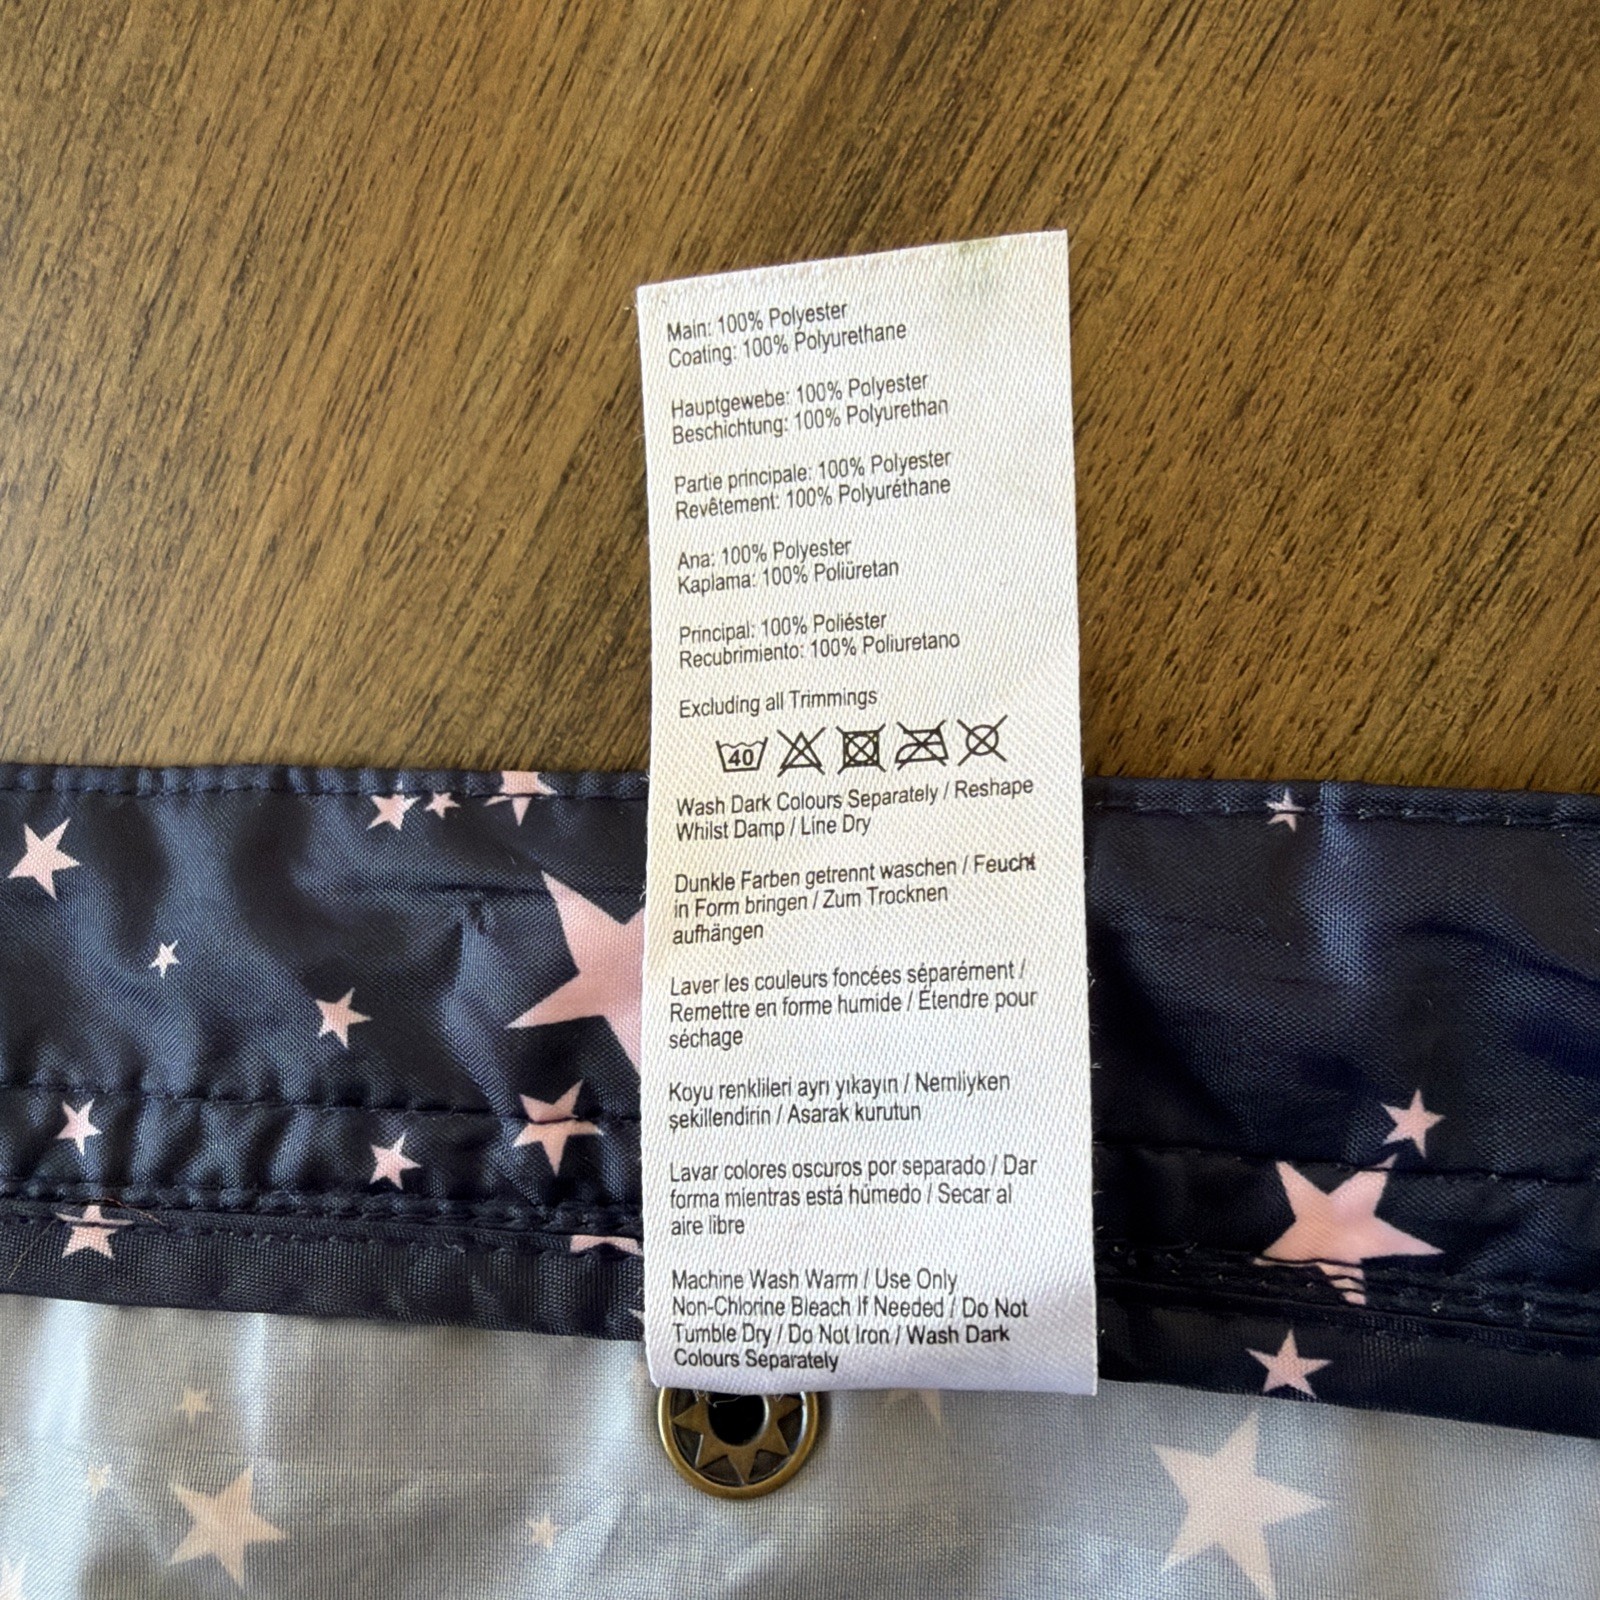 Main: 100% Polyester
Coating: 100% Polyurethane
Hauptgewebe: 100% Polyester
Beschichtung: 100% Polyurethan
Partie principale: 100% Polyester
Revêtement: 100% Polyuréthane
Ana: 100% Polyester
Kaplama: 100% Poliüretan
Principal: 100% Poliéster
Recubrimiento: 100% Poliuretano
Excluding all Trimmings
40
Wash Dark Colours Separately / Reshape
Whilst Damp / Line Dry
Dunkle Farben getrennt waschen / Feucht
in Form bringen / Zum Trocknen
aufhängen
Laver les couleurs foncées séparément /
Remettre en forme humide / Étendre pour
séchage
Koyu renklileri ayrı yıkayın / Nemliyken
şekillendirin / Asarak kurutun
Lavar colores oscuros por separado / Dar
forma mientras está húmedo / Secar al
aire libre
Machine Wash Warm / Use Only
Non-Chlorine Bleach If Needed / Do Not
Tumble Dry / Do Not Iron / Wash Dark
Colours Separately